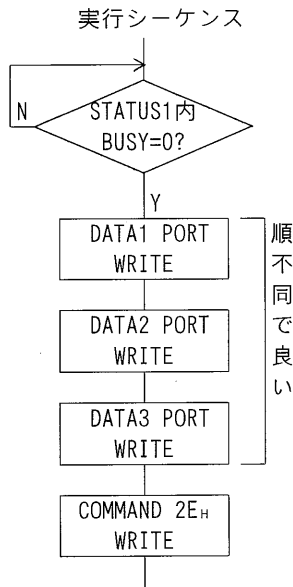 実行シーケンス
N
STATUS1内
BUSY=0?
Y
DATA1 PORT
WRITE
DATA2 PORT
WRITE
DATA3 PORT
WRITE
順不同で良い
COMMAND 2EH
WRITE